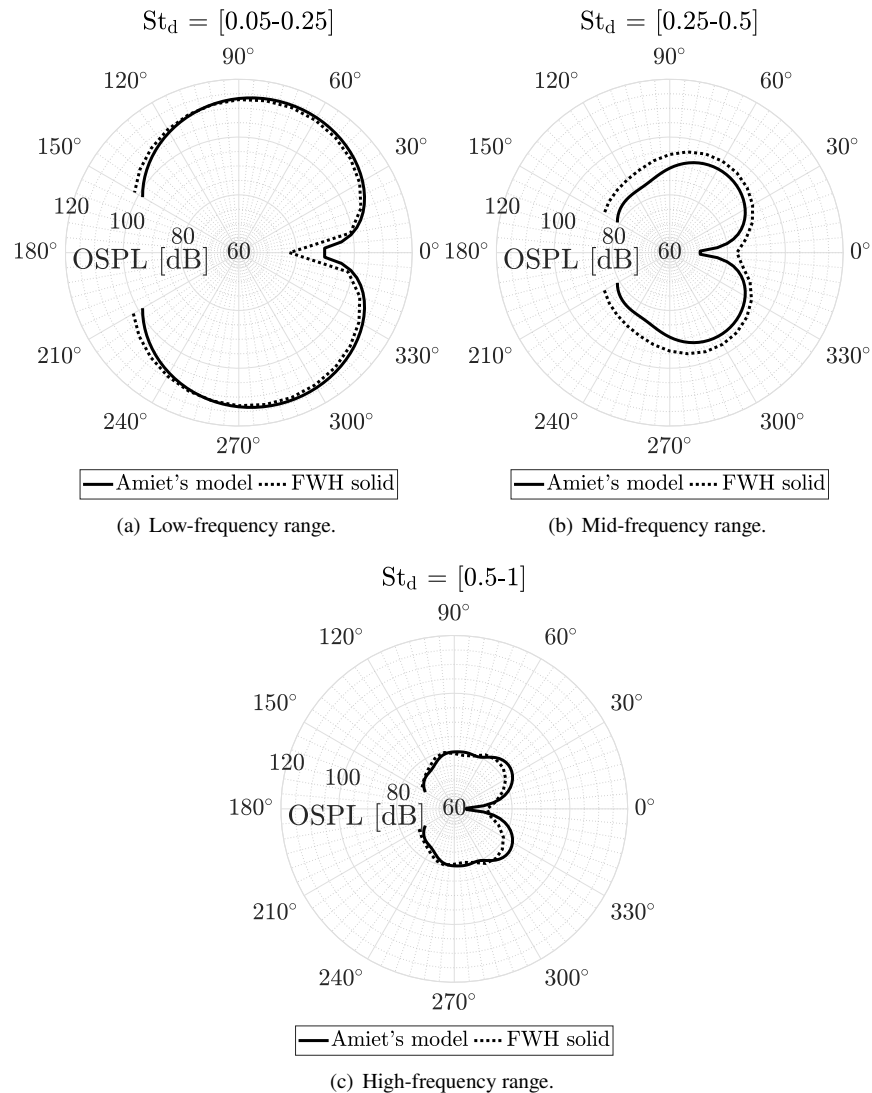 St_d = [0.05-0.25]
90°
120° 60°
150° 30°
120 100 80 60
180° OSPL [dB] 0°
210° 330°
240° 300°
270°
Amiet's model FWH solid
(a) Low-frequency range.
St_d = [0.25-0.5]
90°
120° 60°
150° 30°
120 100 80 60
180° OSPL [dB] 0°
210° 330°
240° 300°
270°
Amiet's model FWH solid
(b) Mid-frequency range.
St_d = [0.5-1]
90°
120° 60°
150° 30°
120 100 80 60
180° OSPL [dB] 0°
210° 330°
240° 300°
270°
Amiet's model FWH solid
(c) High-frequency range.